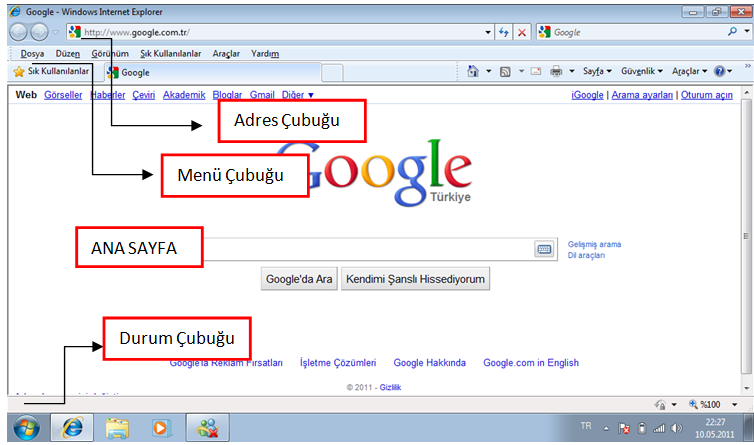 Google - Windows Internet Explorer
http://www.google.com.tr/
Google
Dosya Düzen Görünüm Sık Kullanılanlar Araçlar Yardım
Sık Kullanılanlar
Google
Sayfa Güvenlik Araçlar
Web Görseller Haberler Çeviri Akademik Bloglar Gmail Diğer ▼
iGoogle | Arama ayarları | Oturum açın
Adres Çubuğu
Menü Çubuğu
Google
Türkiye
ANA SAYFA
Gelişmiş arama
Dil araçları
Google'da Ara
Kendimi Şanslı Hissediyorum
Durum Çubuğu
Google'la Reklam Fırsatları İşletme Çözümleri Google Hakkında Google.com in English
© 2011 - Gizlilik
%100
TR
22:27
10.05.2011